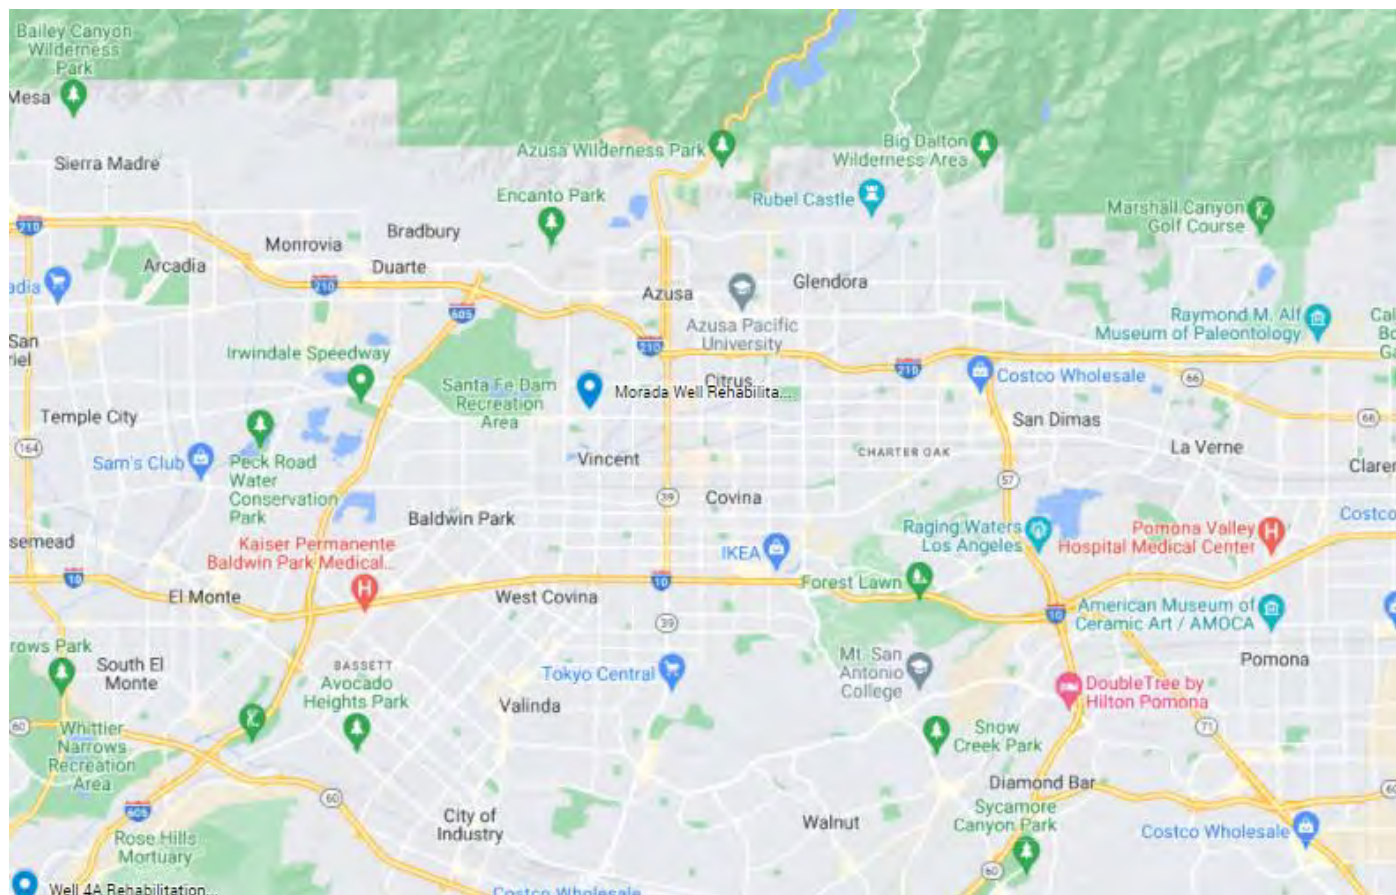 Bailey Canyon
Wilderness
Park
Mesa
Sierra Madre
Azusa Wilderness Park
Big Dalton
Wilderness Area
Encanto Park
Rubel Castle
Marshall Canyon
Golf Course
210
Monrovia
Bradbury
Arcadia
Duarte
210
adia
Azusa
Glendora
605
Azusa Pacific
University
Raymond M. Alf
Museum of Paleontology
Cal
Bo
G
San
riel
Irwindale Speedway
210
210
Santa Fe Dam
Recreation
Area
Morada Well Rehabilita...
Citrus
Costco Wholesale
66
Temple City
San Dimas
66
164
Sam's Club
Peck Road
Water
Conservation
Park
Vincent
CHARTER OAK
La Verne
Clarer
57
39
Covina
Baldwin Park
Costco
semead
Kaiser Permanente
Baldwin Park Medical...
IKEA
Raging Waters
Los Angeles
Pomona Valley
Hospital Medical Center
10
10
Forest Lawn
El Monte
West Covina
10
American Museum of
Ceramic Art / AMOCA
39
rows Park
South El
Monte
BASSETT
Avocado
Heights Park
Tokyo Central
Mt. San
Antonio
College
Pomona
Valinda
DoubleTree by
Hilton Pomona
60
Whittier
Narrows
Recreation
Area
Snow
Creek Park
71
Diamond Bar
60
60
605
City of
Industry
Walnut
Sycamore
Canyon Park
Costco Wholesale
Rose Hills
Mortuary
60
Well 4A Rehabilitation...
Costco Wholesale